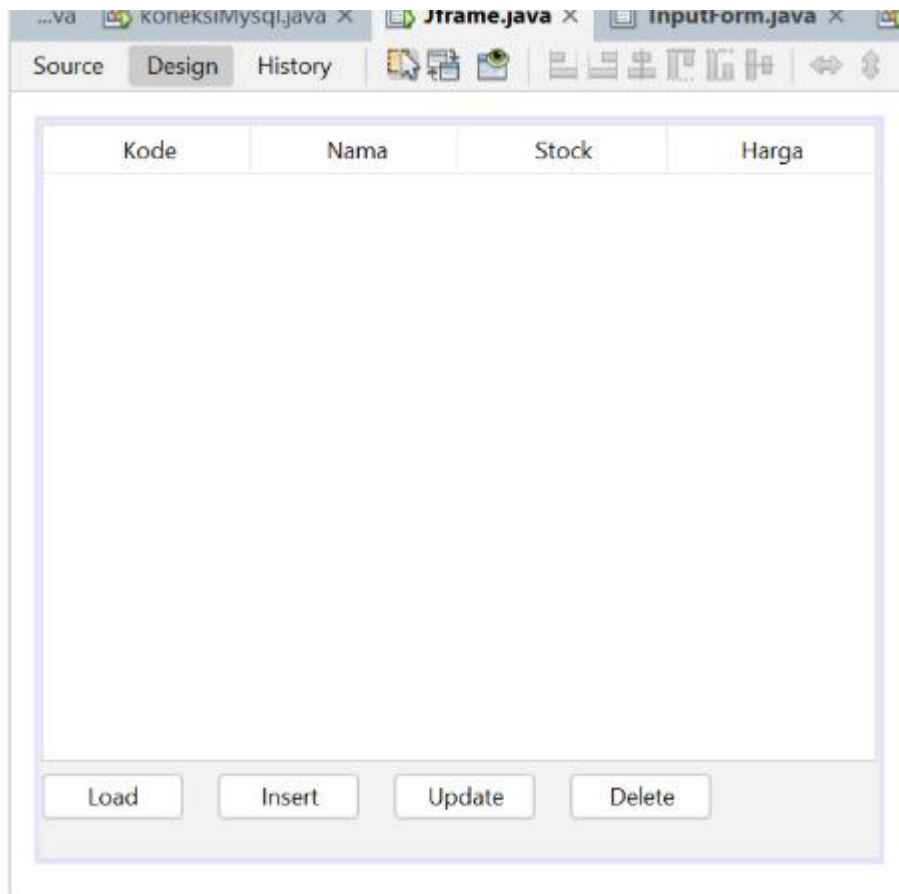 ...va koneksiMysql.java × Jframe.java × InputForm.java ×
Source Design History
Kode Nama Stock Harga
Load Insert Update Delete